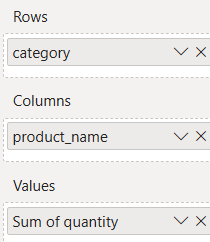 Rows
category
Columns
product_name
Values
Sum of quantity